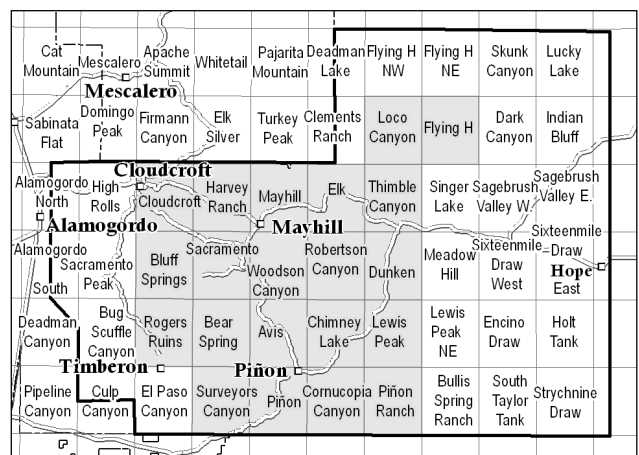 Cat Mountain
Mescalero
Apache Summit
Whitetail
Pajarita Mountain
Deadman Lake
Flying H NW
Flying H NE
Skunk Canyon
Lucky Lake
Mescalero
Sabinata Flat
Domingo Peak
Firmann Canyon
Elk Silver
Turkey Peak
Clements Ranch
Loco Canyon
Flying H
Dark Canyon
Indian Bluff
Cloudcroft
Alamogordo North
High Rolls
Cloudcroft
Harvey Ranch
Mayhill
Elk
Thimble Canyon
Singer Lake
Sagebrush Valley W.
Sagebrush Valley E.
Alamogordo
Mayhill
Alamogordo South
Sacramento Peak
Bluff Springs
Sacramento
Woodson Canyon
Robertson Canyon
Dunken
Meadow Hill
Sixteenmile Draw West
Sixteenmile Draw East
Hope
Deadman Canyon
Bug Scuffle Canyon
Rogers Ruins
Bear Spring
Avis
Chimney Lake
Lewis Peak
Lewis Peak NE
Encino Draw
Holt Tank
Timberon
Piñon
Pipeline Canyon
Culp Canyon
El Paso Canyon
Surveyors Canyon
Piñon
Cornucopia Canyon
Piñon Ranch
Bullis Spring Ranch
South Taylor Tank
Strychnine Draw